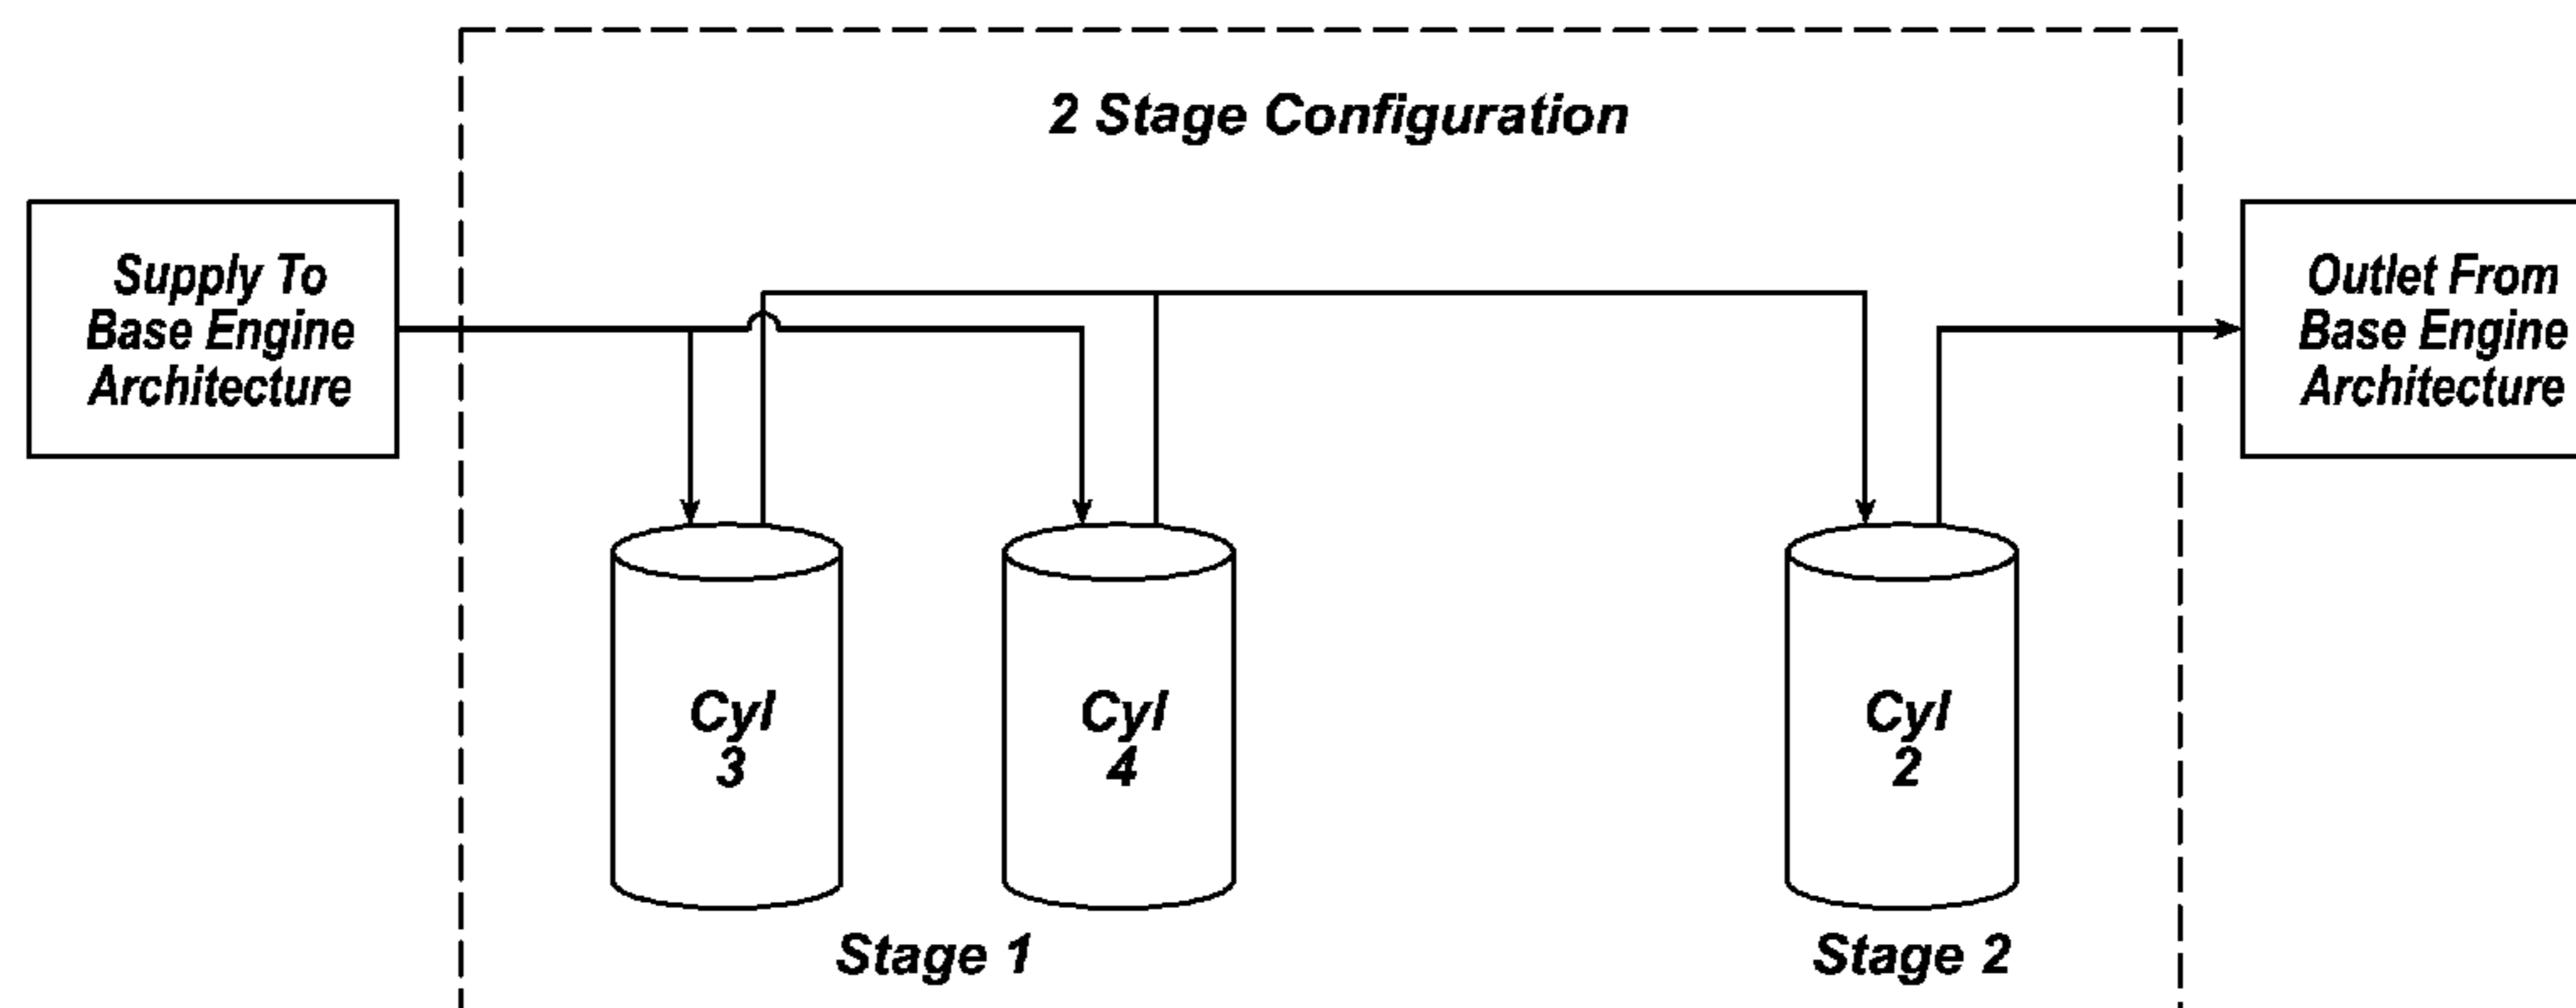 2 Stage Configuration
Supply To
Base Engine
Architecture
Outlet From
Base Engine
Architecture
Cyl
3
Cyl
4
Cyl
2
Stage 1
Stage 2